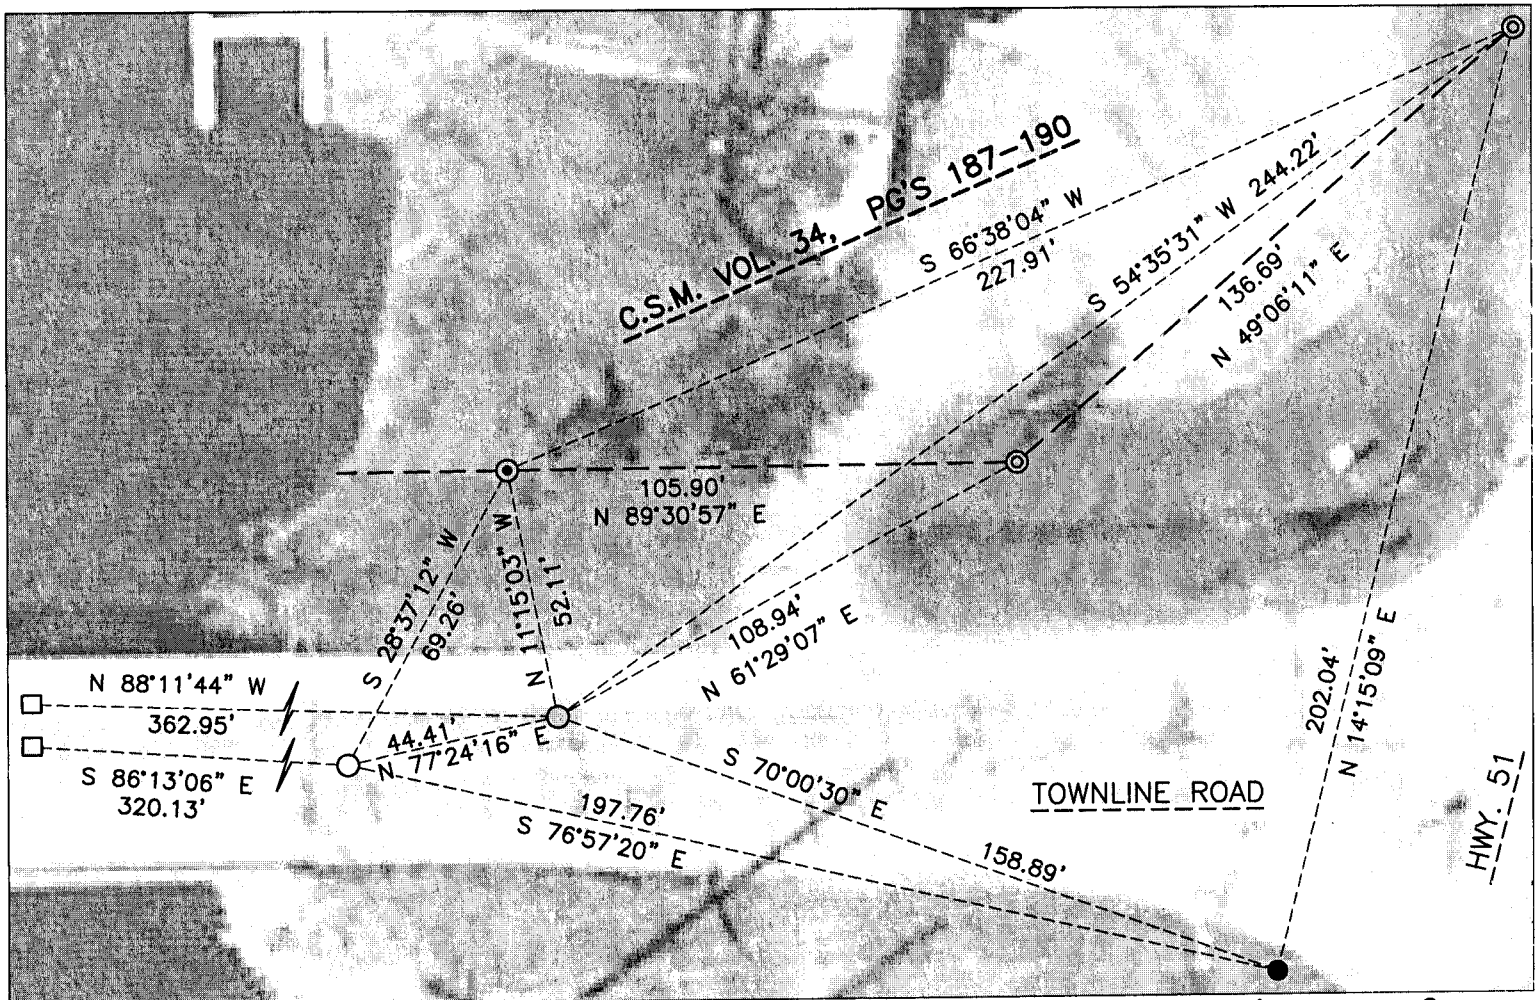 C.S.M. VOL. 34, PG'S 187-190
S 66°38'04" W
227.91'
S 54°35'31" W 244.22'
136.69'
N 49°06'11" E
105.90'
N 89°30'57" E
S 28°37'12" W
69.26'
N 11°15'03" W
52.11'
108.94'
N 61°29'07" E
N 88°11'44" W
362.95'
44.41'
N 77°24'16" E
S 86°13'06" E
320.13'
S 70°00'30" E
158.89'
197.76'
S 76°57'20" E
202.04'
N 14°15'09" E
TOWNLINE ROAD
HWY. 51